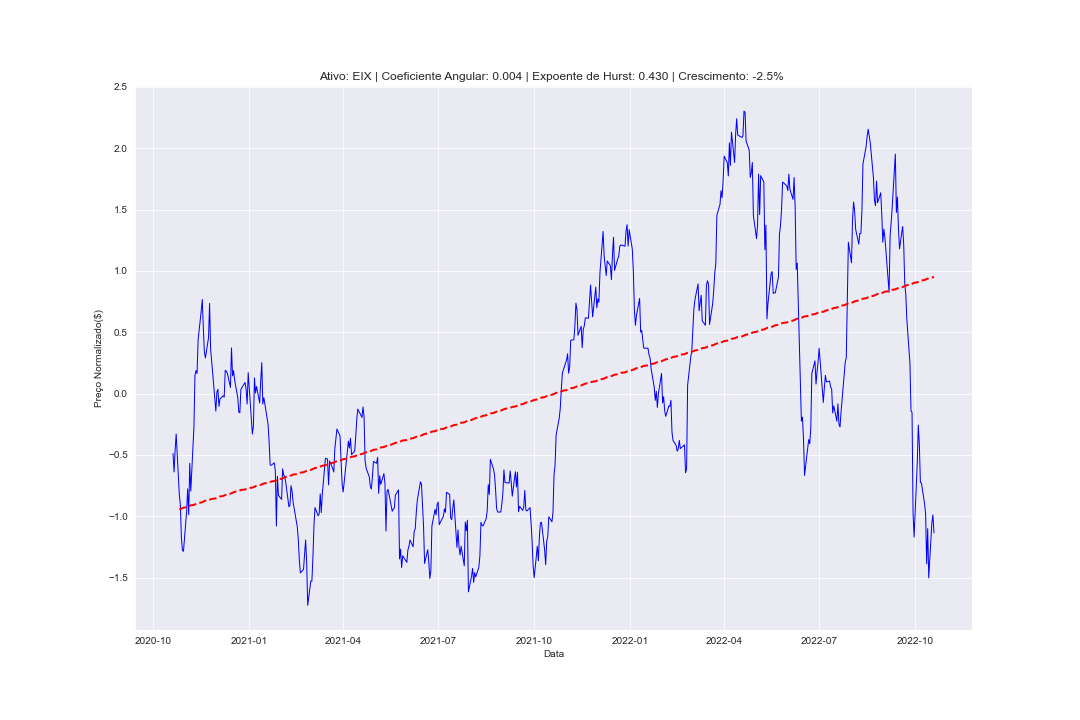 Ativo: EIX | Coeficiente Angular: 0.004 | Expoente de Hurst: 0.430 | Crescimento: -2.5%
2.5
2.0
1.5
1.0
0.5
0.0
−0.5
−1.0
−1.5
Preço Normalizado($)
2020-10 2021-01 2021-04 2021-07 2021-10 2022-01 2022-04 2022-07 2022-10
Data